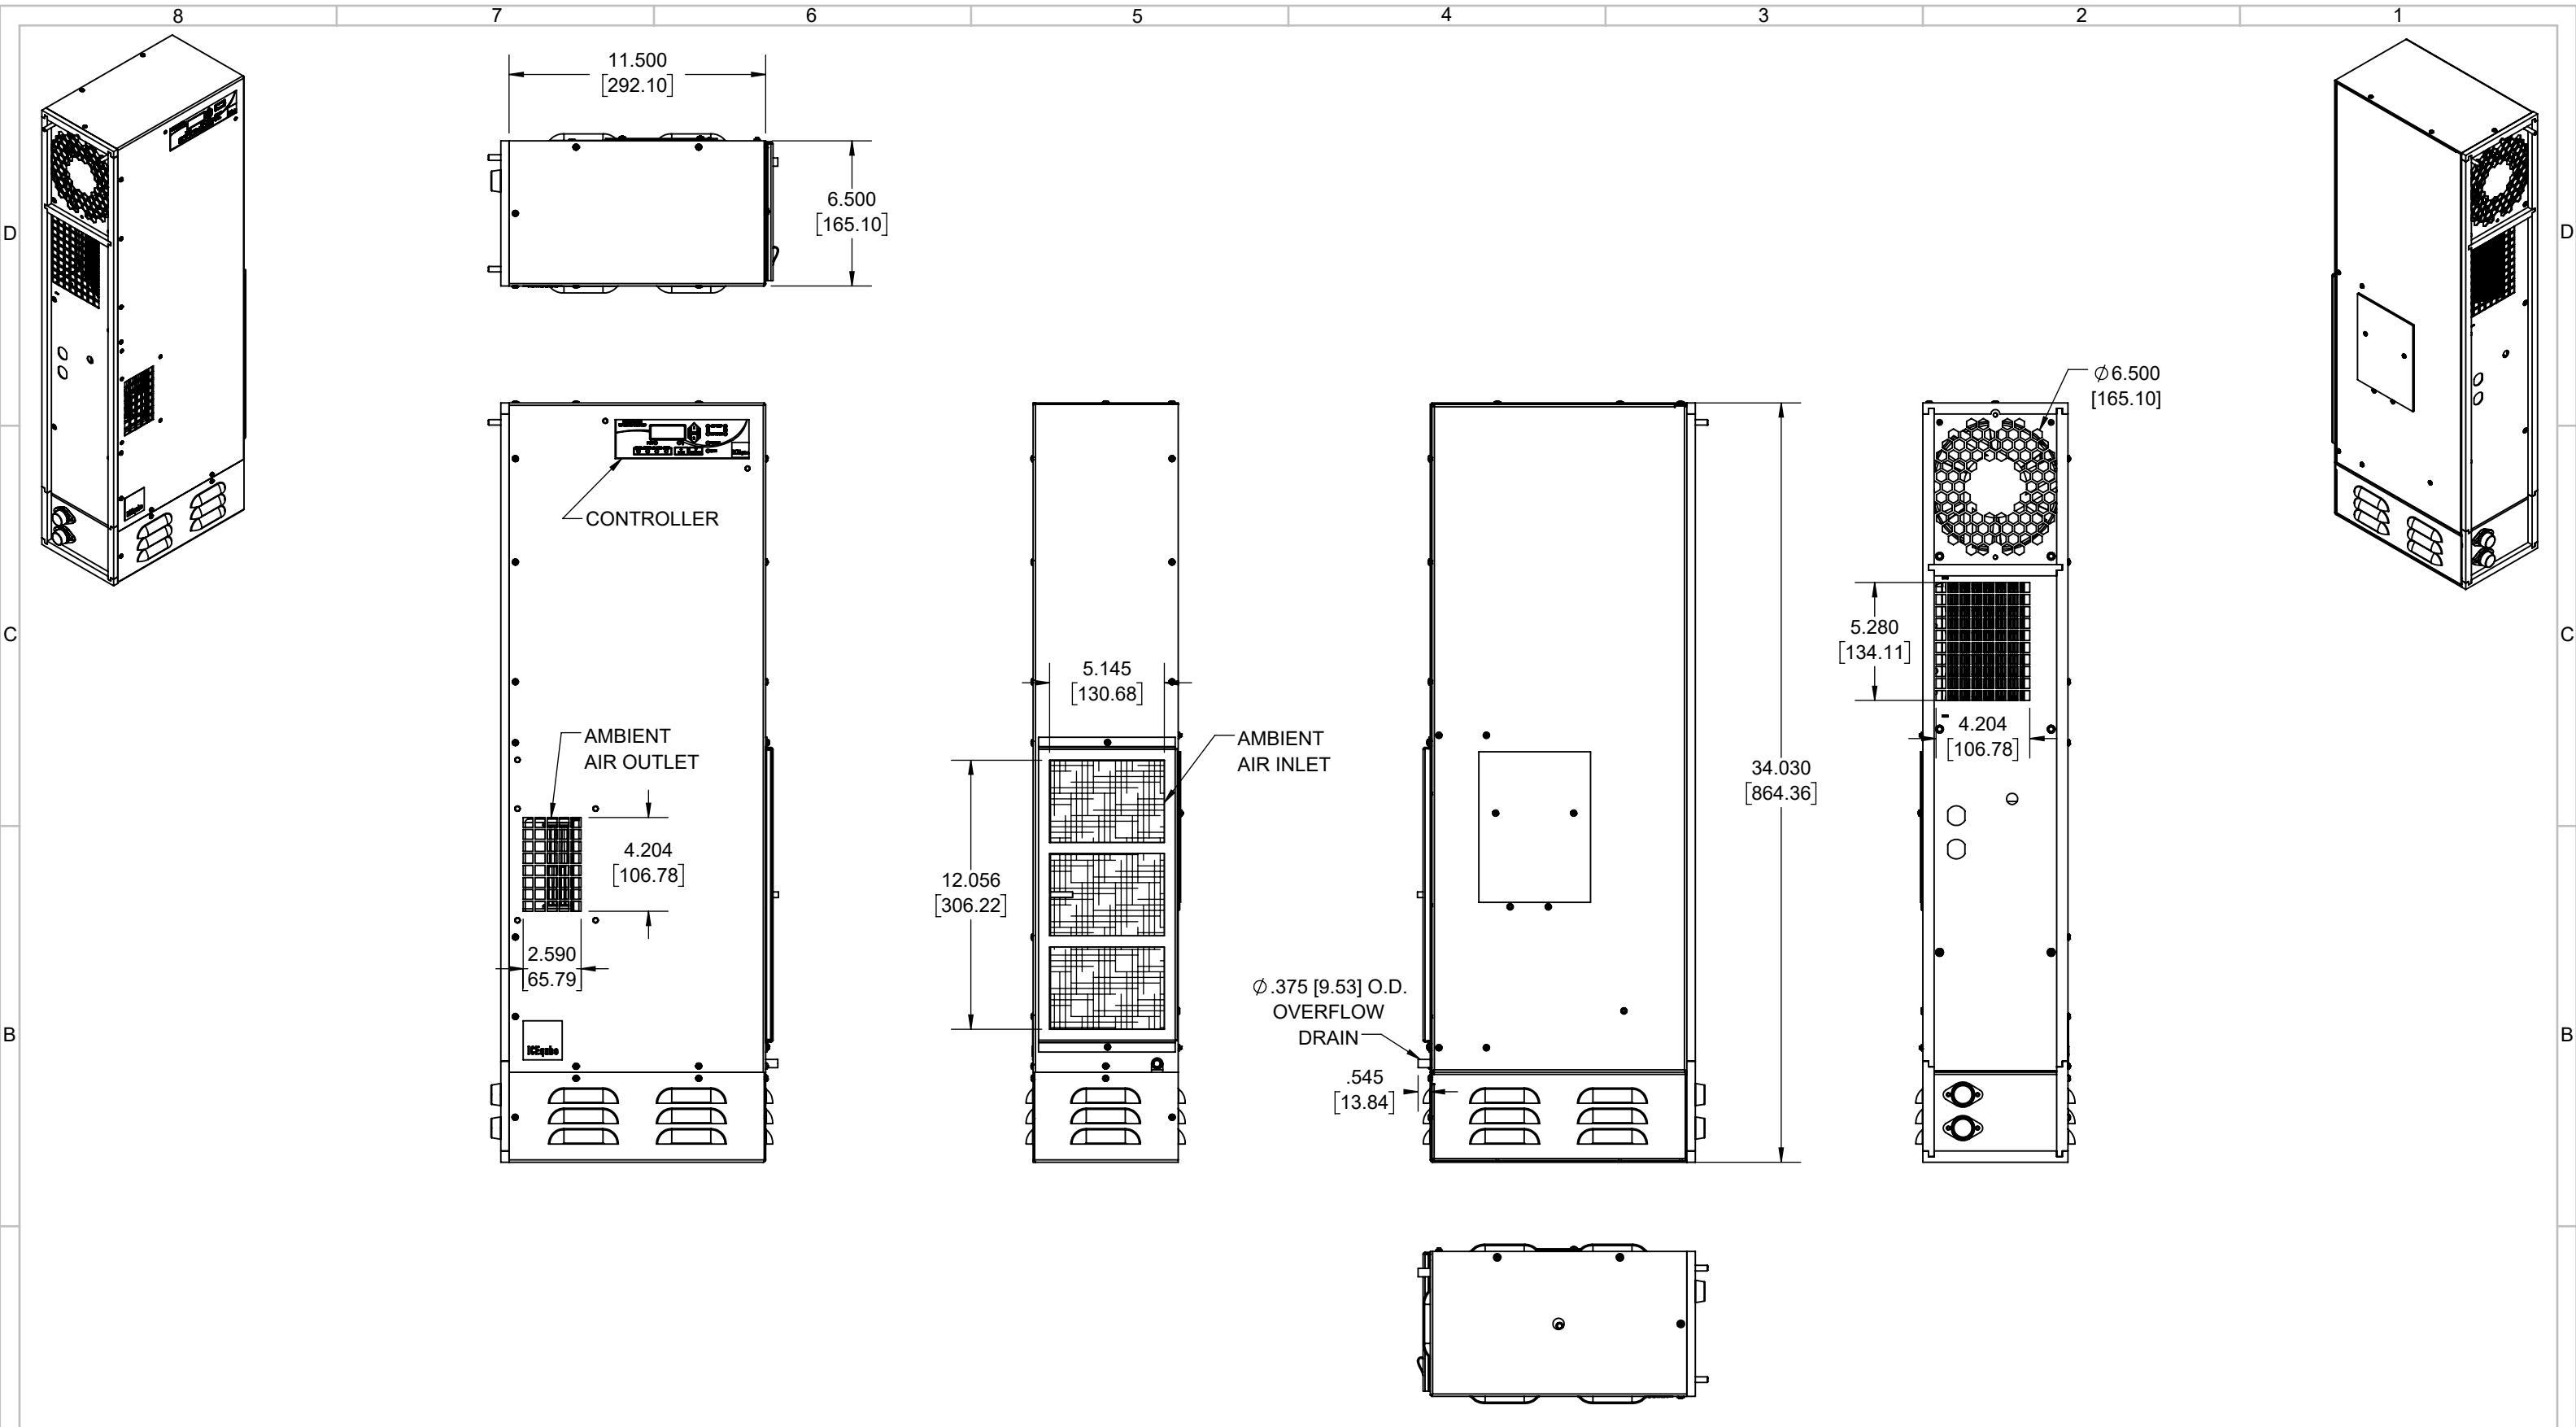 8
7
6
5
4
3
2
1
D
D
C
C
B
B
11.500
[292.10]
6.500
[165.10]
CONTROLLER
AMBIENT
AIR OUTLET
4.204
[106.78]
2.590
[65.79]
ICEqube
5.145
[130.68]
AMBIENT
AIR INLET
12.056
[306.22]
34.030
[864.36]
∅.375 [9.53] O.D.
OVERFLOW
DRAIN
.545
[13.84]
∅6.500
[165.10]
5.280
[134.11]
4.204
[106.78]